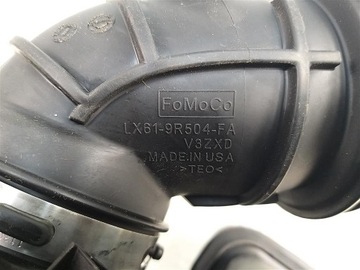 FoMoCo
LX61-9R504-FA
V3ZXD
MADE IN USA
>TEO<